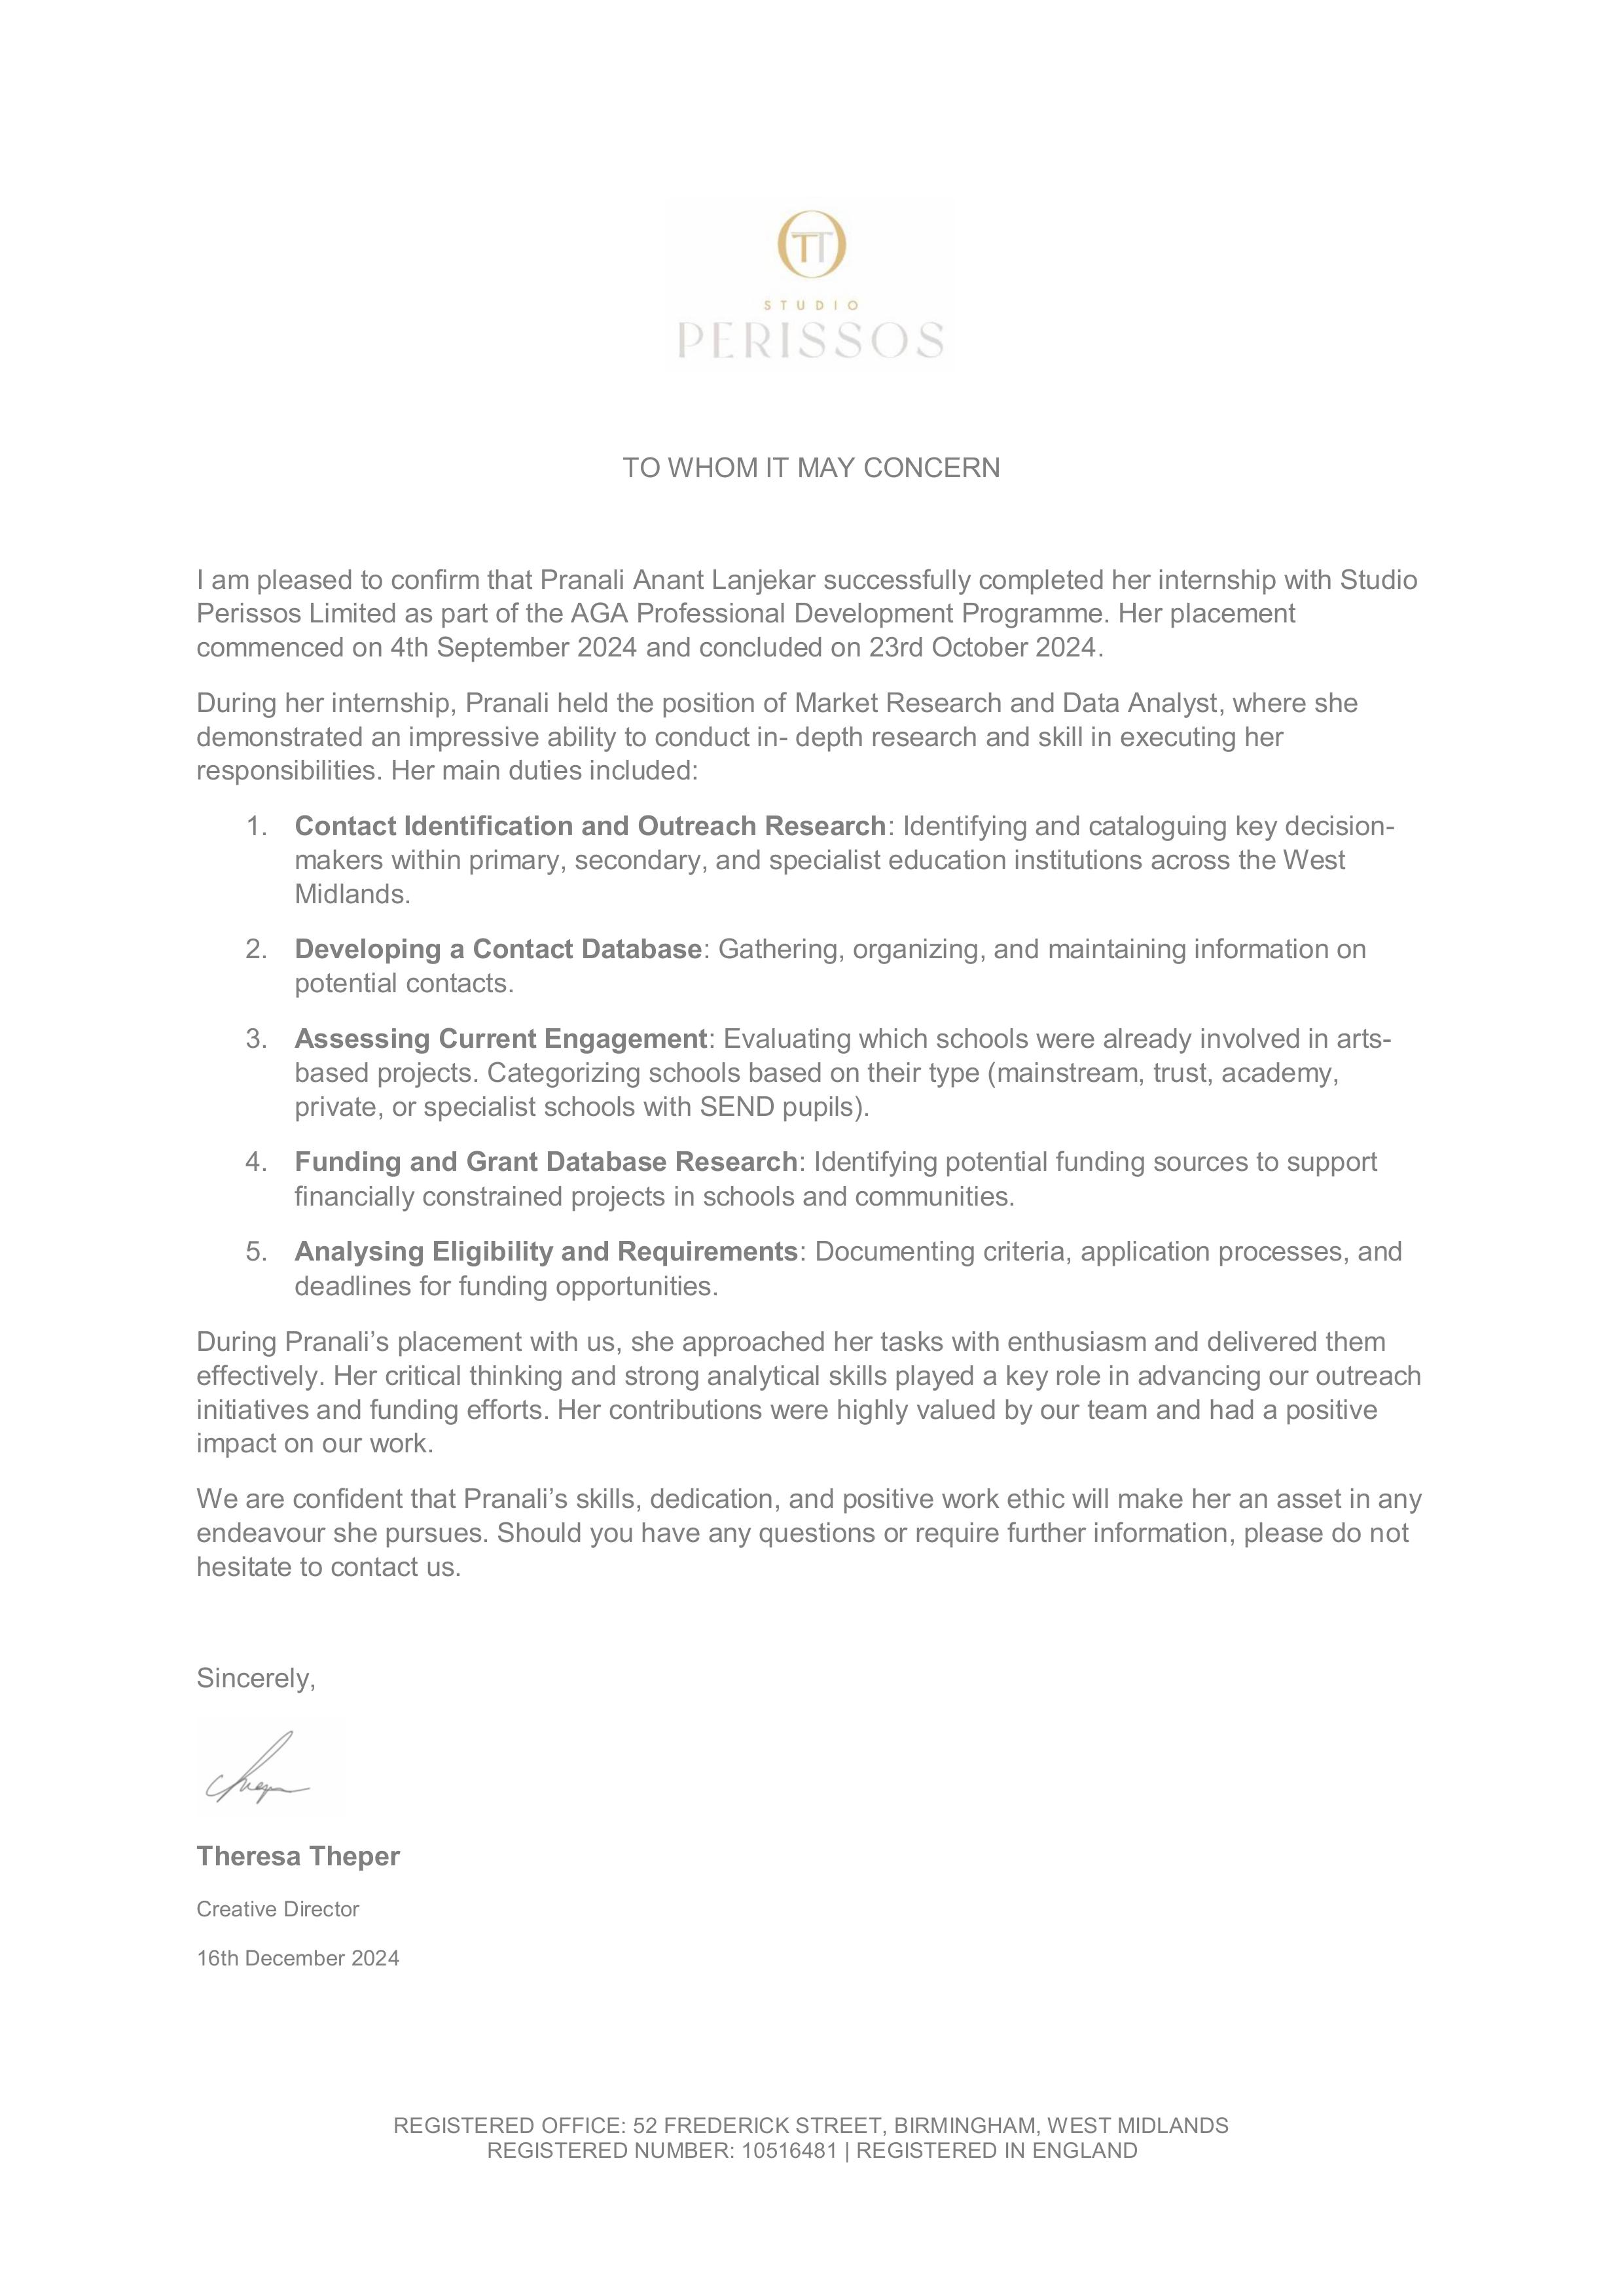 STUDIO
PERISSOS
TO WHOM IT MAY CONCERN
I am pleased to confirm that Pranali Anant Lanjekar successfully completed her internship with Studio
Perissos Limited as part of the AGA Professional Development Programme. Her placement
commenced on 4th September 2024 and concluded on 23rd October 2024.
During her internship, Pranali held the position of Market Research and Data Analyst, where she
demonstrated an impressive ability to conduct in- depth research and skill in executing her
responsibilities. Her main duties included:
1. Contact Identification and Outreach Research: Identifying and cataloguing key decision-
makers within primary, secondary, and specialist education institutions across the West
Midlands.
2. Developing a Contact Database: Gathering, organizing, and maintaining information on
potential contacts.
3. Assessing Current Engagement: Evaluating which schools were already involved in arts-
based projects. Categorizing schools based on their type (mainstream, trust, academy,
private, or specialist schools with SEND pupils).
4. Funding and Grant Database Research: Identifying potential funding sources to support
financially constrained projects in schools and communities.
5. Analysing Eligibility and Requirements: Documenting criteria, application processes, and
deadlines for funding opportunities.
During Pranali’s placement with us, she approached her tasks with enthusiasm and delivered them
effectively. Her critical thinking and strong analytical skills played a key role in advancing our outreach
initiatives and funding efforts. Her contributions were highly valued by our team and had a positive
impact on our work.
We are confident that Pranali’s skills, dedication, and positive work ethic will make her an asset in any
endeavour she pursues. Should you have any questions or require further information, please do not
hesitate to contact us.
Sincerely,
Theresa Theper
Creative Director
16th December 2024
REGISTERED OFFICE: 52 FREDERICK STREET, BIRMINGHAM, WEST MIDLANDS
REGISTERED NUMBER: 10516481 | REGISTERED IN ENGLAND